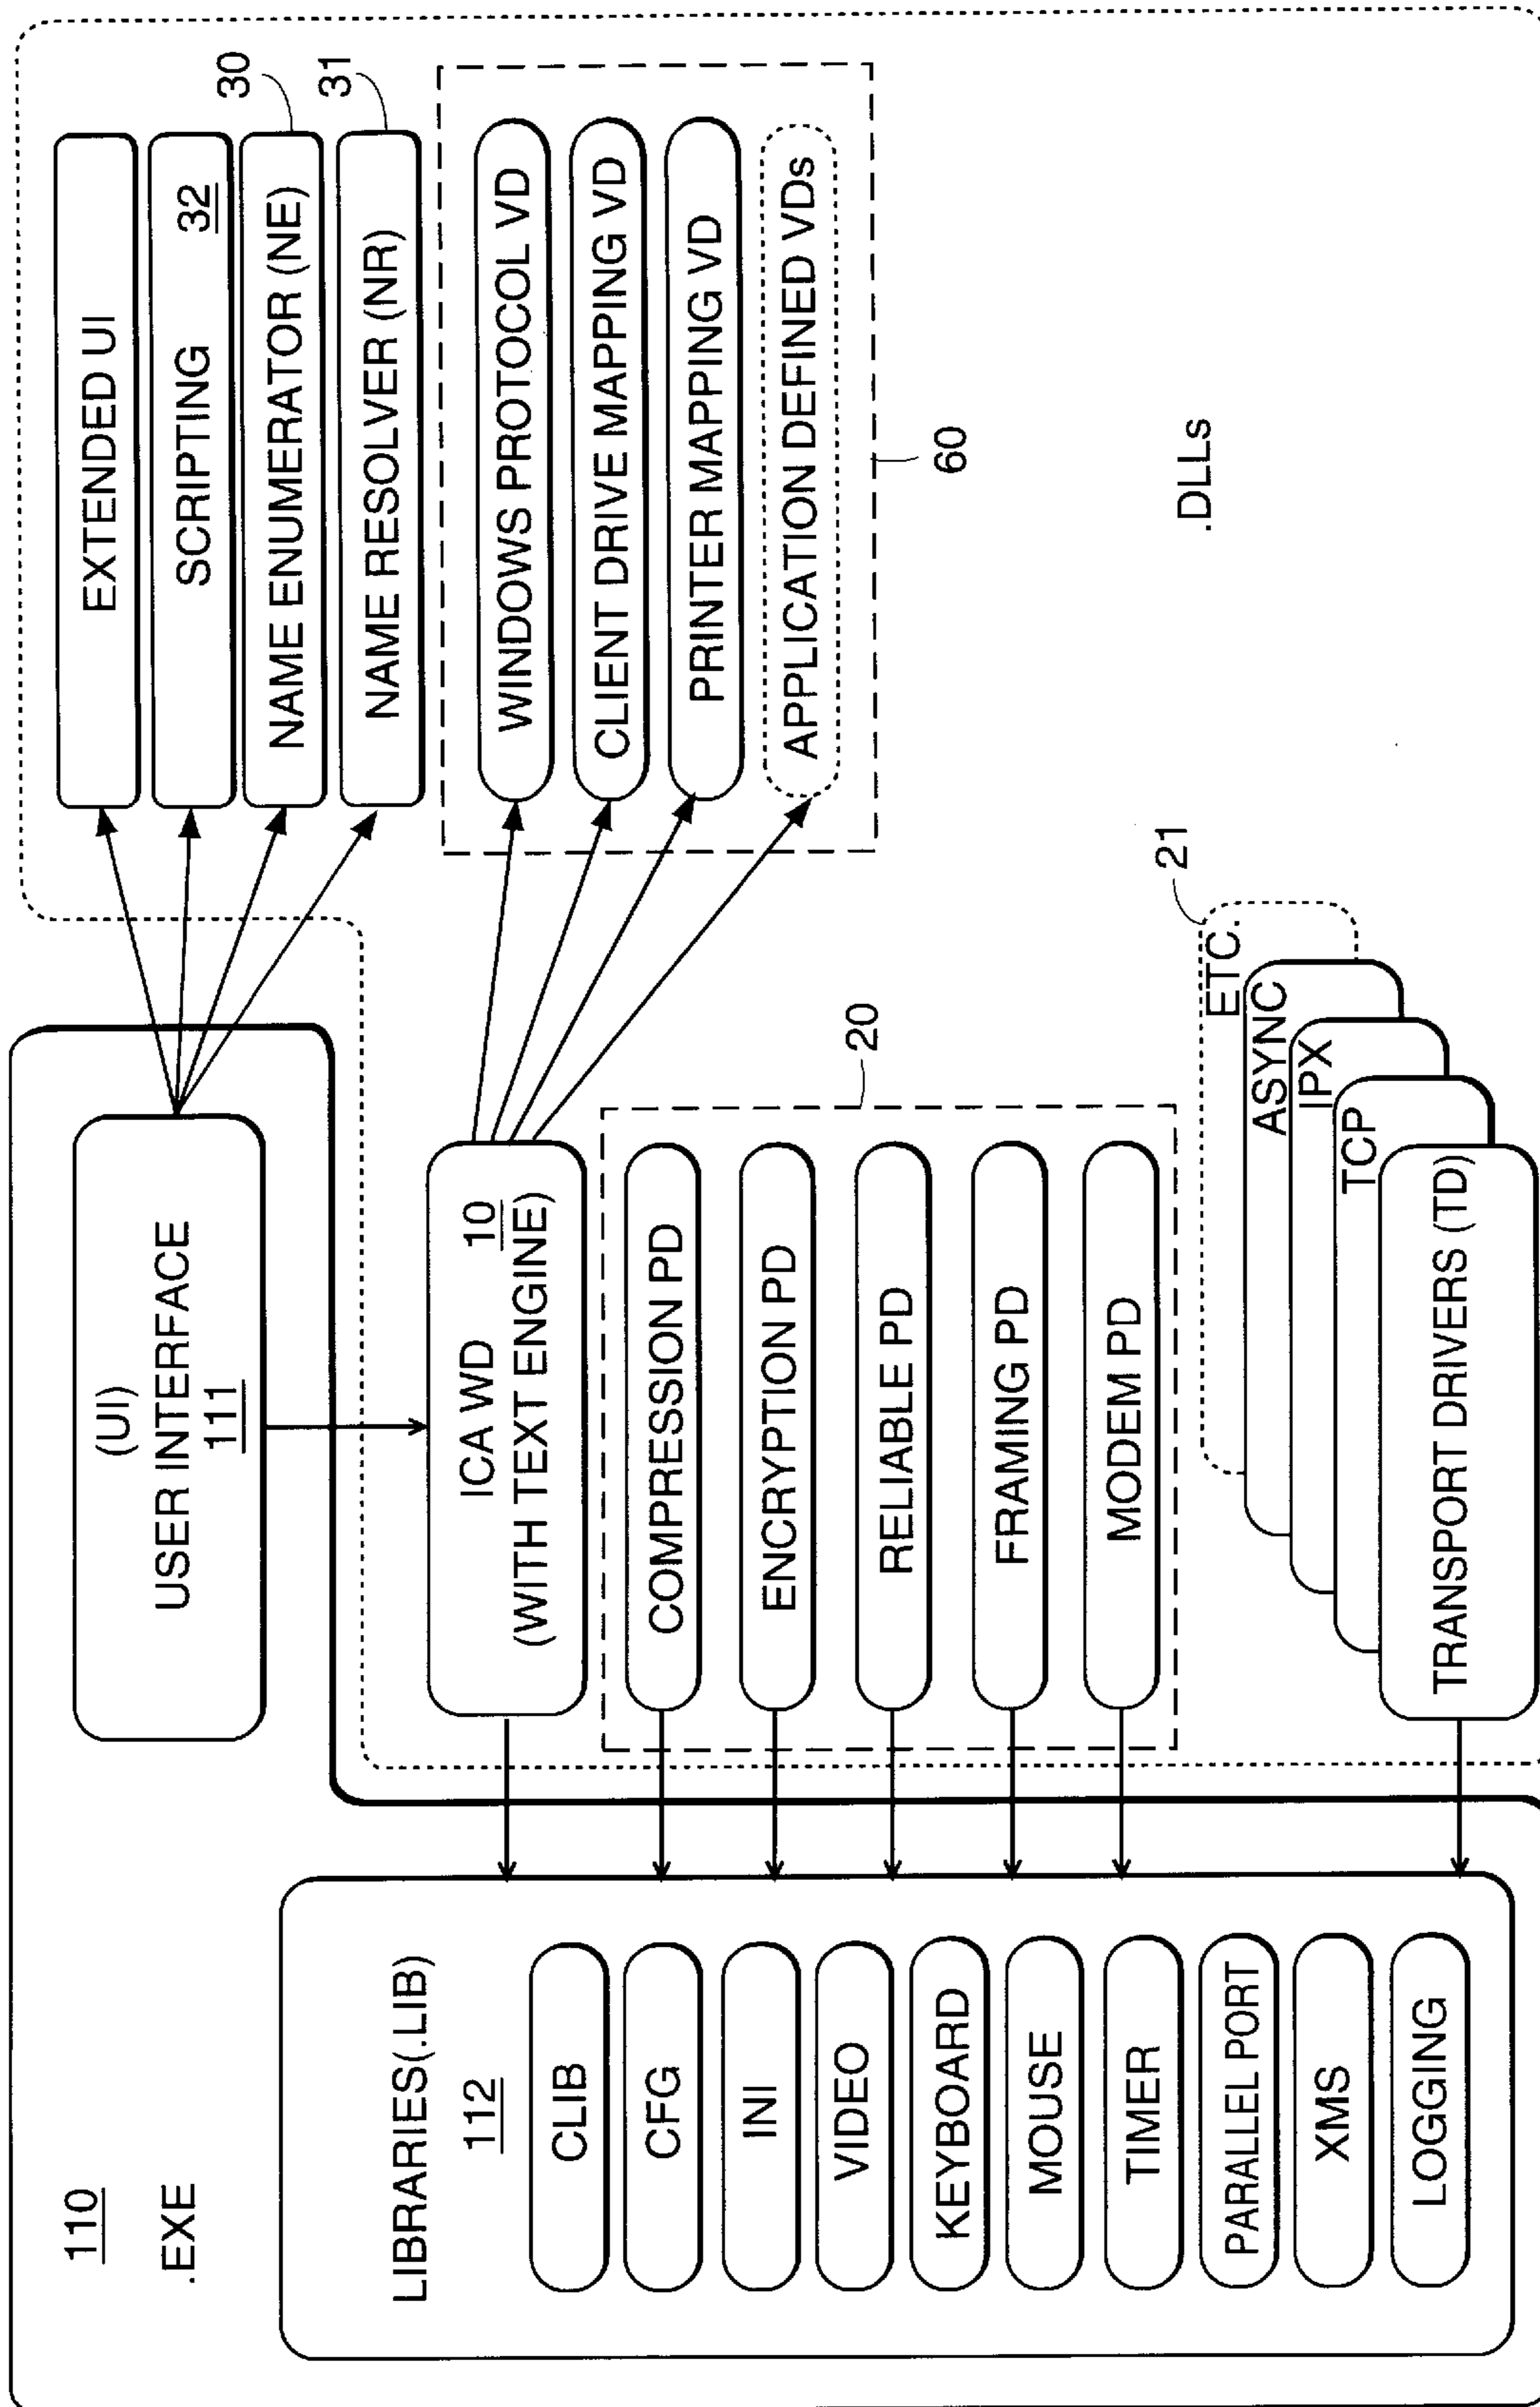 110
.EXE
LIBRARIES(.LIB)
112
CLIB
CFG
INI
VIDEO
KEYBOARD
MOUSE
TIMER
PARALLEL PORT
XMS
LOGGING
(UI)
USER INTERFACE
111
ICA WD 10
(WITH TEXT ENGINE)
20
COMPRESSION PD
ENCRYPTION PD
RELIABLE PD
FRAMING PD
MODEM PD
21
ETC.
ASYNC
IPX
TCP
TRANSPORT DRIVERS (TD)
EXTENDED UI
SCRIPTING 32
NAME ENUMERATOR (NE)
30
NAME RESOLVER (NR)
31
WINDOWS PROTOCOL VD
CLIENT DRIVE MAPPING VD
PRINTER MAPPING VD
APPLICATION DEFINED VDs
60
.DLLs